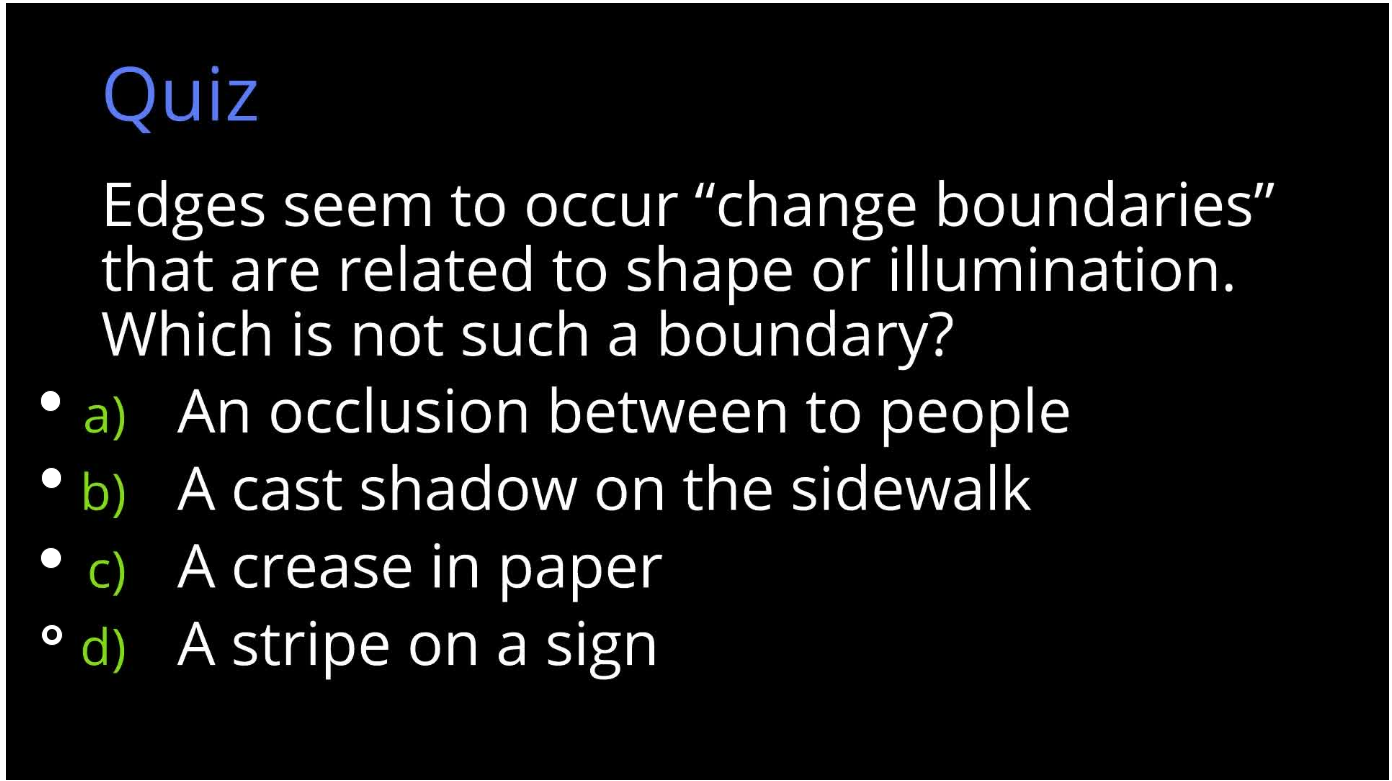 Quiz
Edges seem to occur “change boundaries”
that are related to shape or illumination.
Which is not such a boundary?
a) An occlusion between to people
b) A cast shadow on the sidewalk
c) A crease in paper
d) A stripe on a sign